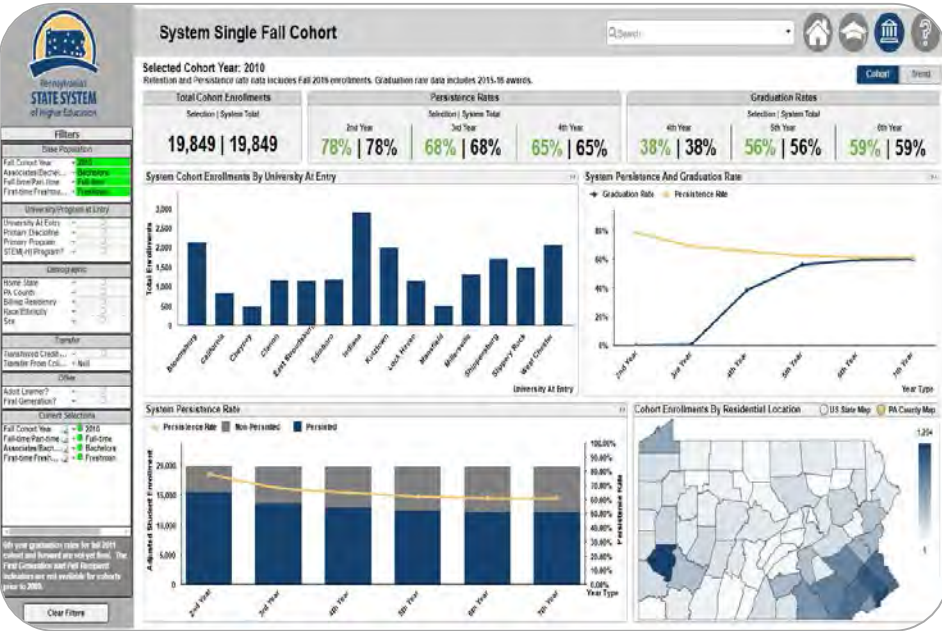 System Single Fall Cohort
Search
Pennsylvania's
STATE SYSTEM
of Higher Education
Selected Cohort Year: 2010
Retention and Persistence rate data includes Fall 2016 enrollments. Graduation rate data includes 2015-16 awards.
Cohort
Trend
Total Cohort Enrollments
Selection | System Total
19,849 | 19,849
Persistence Rates
Selection | System Total
2nd Year
3rd Year
4th Year
78% | 78%
68% | 68%
65% | 65%
Graduation Rates
Selection | System Total
4th Year
5th Year
6th Year
38% | 38%
56% | 56%
59% | 59%
Filters
Base Population
Fall Cohort Year
2010
Associates/Bachel...
Bachelors
Full-time/Part-time
Full-time
First-time Freshma...
Freshman
University/Program at Entry
University At Entry
Primary Discipline
Primary Program
STEM(-H) Program?
Demographic
Home State
PA County
Billing Residency
Race/Ethnicity
Sex
Transfer
Transferred Credit...
Transfer From Coll...
Null
Other
Adult Learner?
First Generation?
Current Selections
Fall Cohort Year
2010
Full-time/Part-time
Full-time
Associates/Bach...
Bachelors
First-time Fresh...
Freshman
6th year graduation rates for fall 2011
cohort and forward are not yet final. The
First Generation and Pell Recipient
indicators are not available for cohorts
prior to 2009.
Clear Filters
System Cohort Enrollments By University At Entry
Total Enrollments
3,000
2,500
2,000
1,500
1,000
500
0
Bloomsburg
California
Cheyney
Clarion
East Stroudsburg
Edinboro
Indiana
Kutztown
Lock Haven
Mansfield
Millersville
Shippensburg
Slippery Rock
West Chester
University At Entry
System Persistence And Graduation Rate
Graduation Rate
Persistence Rate
80%
60%
40%
20%
0%
2nd Year
3rd Year
4th Year
5th Year
6th Year
7th Year
Year Type
System Persistence Rate
Persistence Rate
Non-Persisted
Persisted
Adjusted Student Enrollment
20,000
15,000
10,000
5,000
0
100.00%
90.00%
80.00%
70.00%
60.00%
50.00%
40.00%
30.00%
20.00%
10.00%
0.00%
Persistence Rate
2nd Year
3rd Year
4th Year
5th Year
6th Year
7th Year
Year Type
Cohort Enrollments By Residential Location
US State Map
PA County Map
1